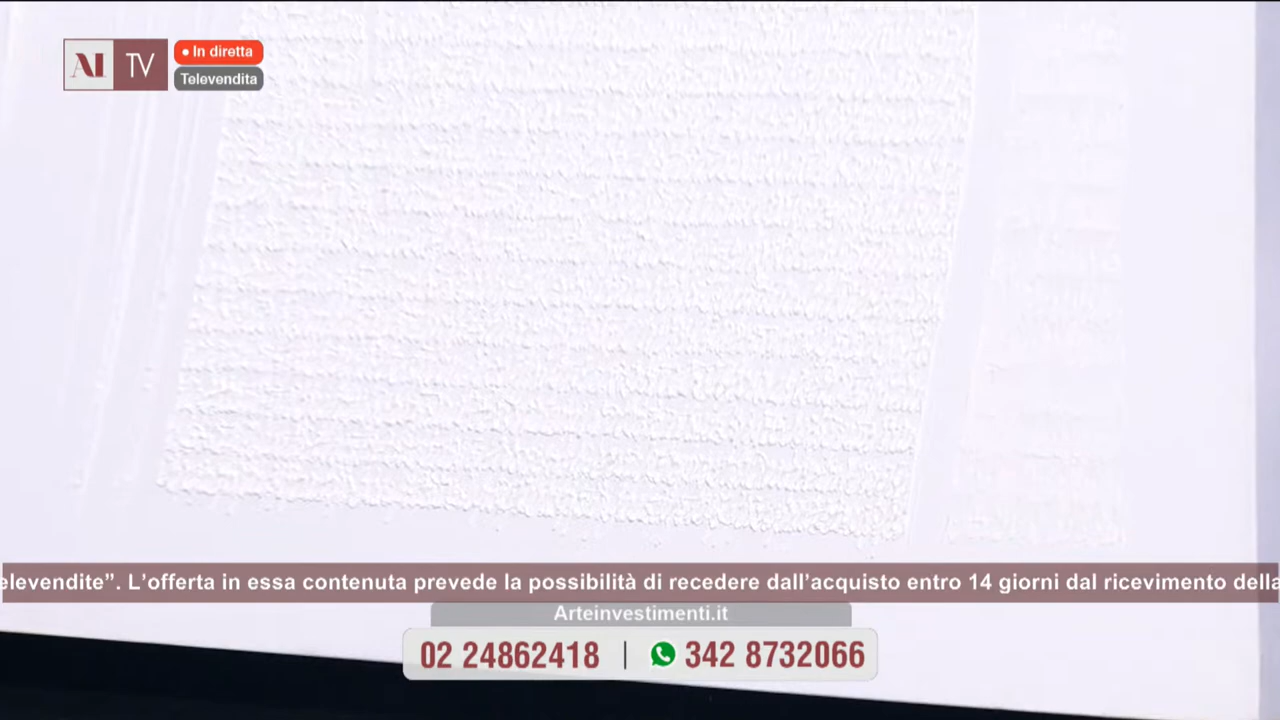 AI TV
In diretta
Televendita
elevendite”. L’offerta in essa contenuta prevede la possibilità di recedere dall’acquisto entro 14 giorni dal ricevimento della
Arteinvestimenti.it
02 24862418 | 342 8732066